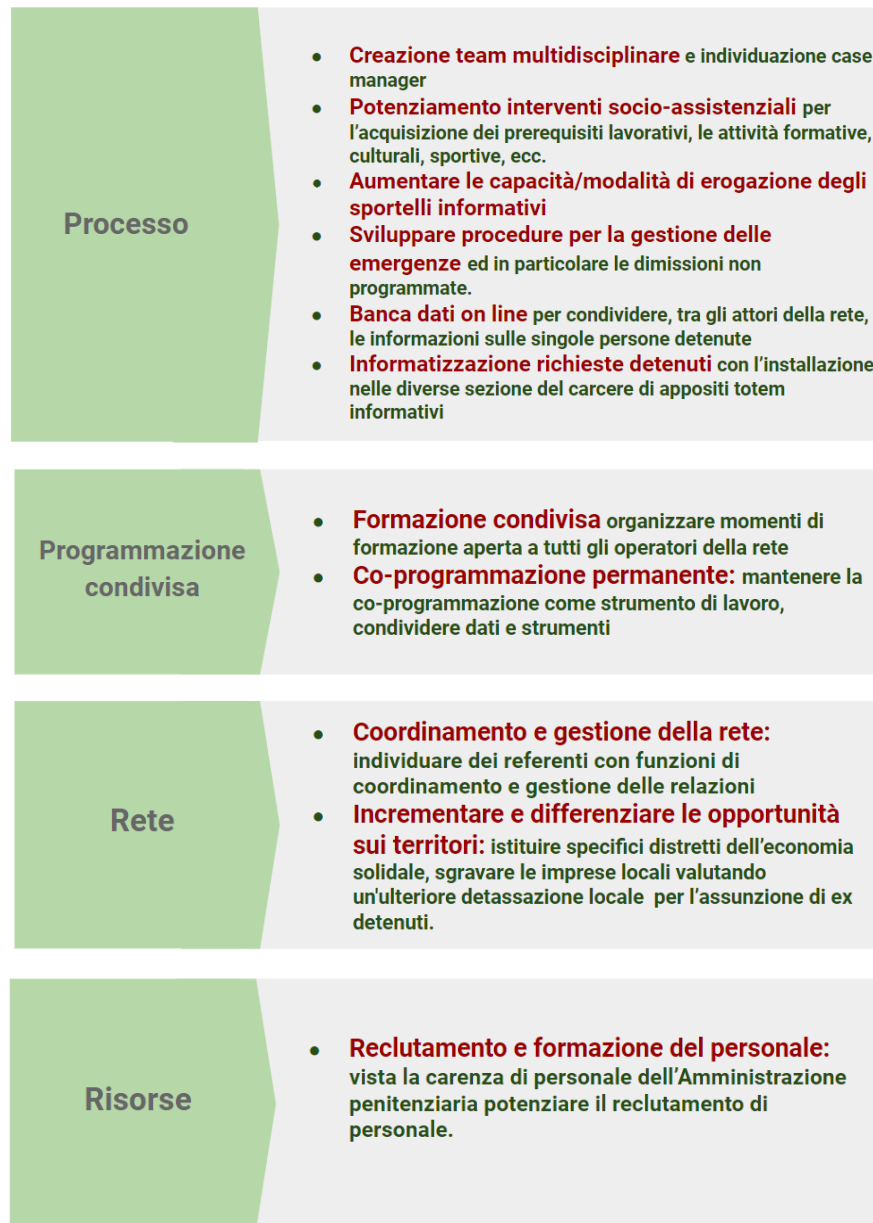 Processo
● Creazione team multidisciplinare e individuazione case
manager
● Potenziamento interventi socio-assistenziali per
l'acquisizione dei prerequisiti lavorativi, le attività formative,
culturali, sportive, ecc.
● Aumentare le capacità/modalità di erogazione degli
sportelli informativi
● Sviluppare procedure per la gestione delle
emergenze ed in particolare le dimissioni non
programmate.
● Banca dati on line per condividere, tra gli attori della rete,
le informazioni sulle singole persone detenute
● Informatizzazione richieste detenuti con l'installazione
nelle diverse sezione del carcere di appositi totem
informativi
Programmazione
condivisa
● Formazione condivisa organizzare momenti di
formazione aperta a tutti gli operatori della rete
● Co-programmazione permanente: mantenere la
co-programmazione come strumento di lavoro,
condividere dati e strumenti
Rete
● Coordinamento e gestione della rete:
individuare dei referenti con funzioni di
coordinamento e gestione delle relazioni
● Incrementare e differenziare le opportunità
sui territori: istituire specifici distretti dell'economia
solidale, sgravare le imprese locali valutando
un'ulteriore detassazione locale per l'assunzione di ex
detenuti.
Risorse
● Reclutamento e formazione del personale:
vista la carenza di personale dell'Amministrazione
penitenziaria potenziare il reclutamento di
personale.